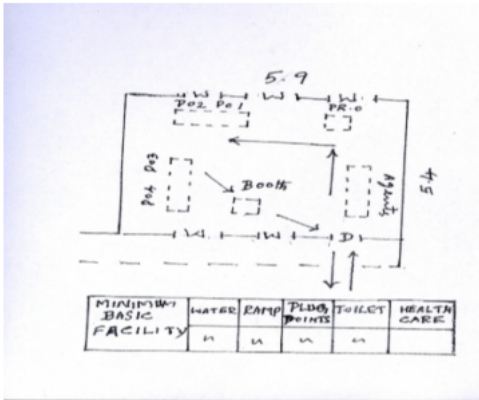 5.9
W W W
PO2 PO1 PR.O
PO3
PO4
Booth
Agents
45
W W D
MINIMUM BASIC FACILITY WATER RAMP PLUG POINTS TOILET HEALTH CARE